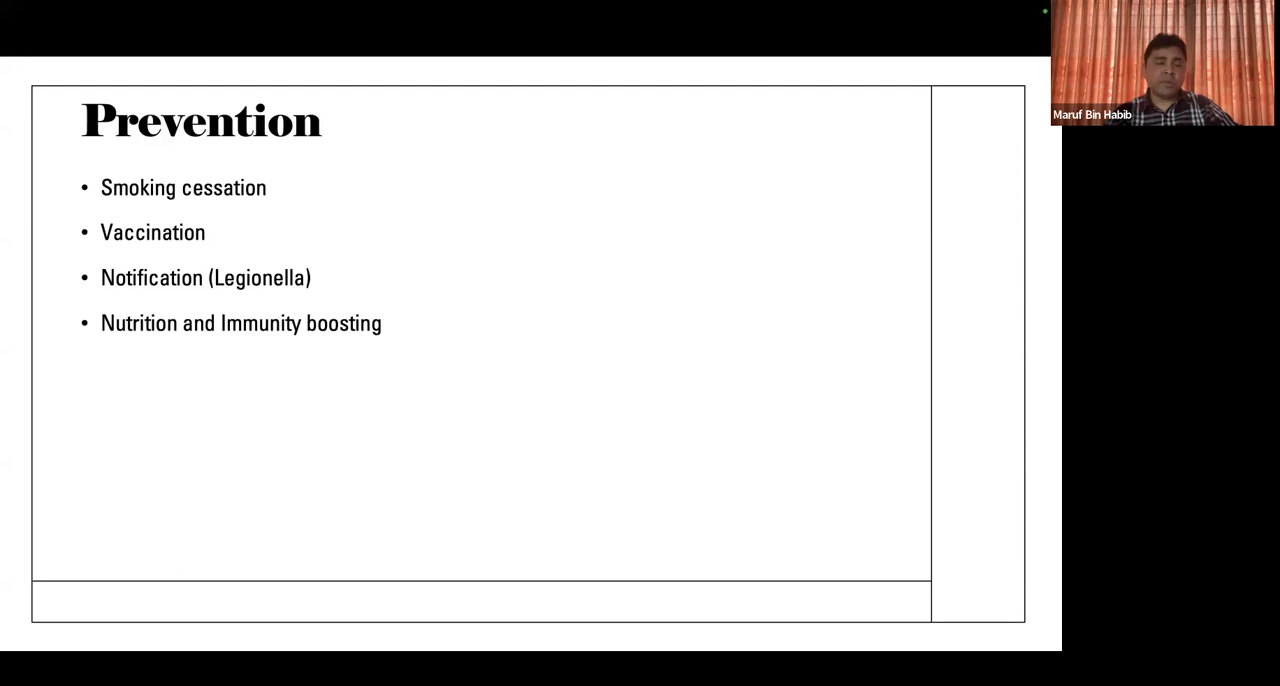 Prevention
• Smoking cessation
• Vaccination
• Notification (Legionella)
• Nutrition and Immunity boosting
Maruf Bin Habib